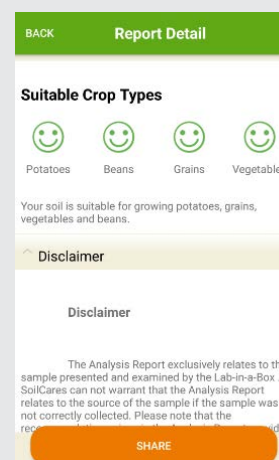 BACK Report Detail
Suitable Crop Types
Potatoes Beans Grains Vegetable
Your soil is suitable for growing potatoes, grains,
vegetables and beans.
Disclaimer
Disclaimer
The Analysis Report exclusively relates to th
sample presented and examined by the Lab-in-a-Box .
SoilCares can not warrant that the Analysis Report
relates to the source of the sample if the sample was
not correctly collected. Please note that the
SHARE